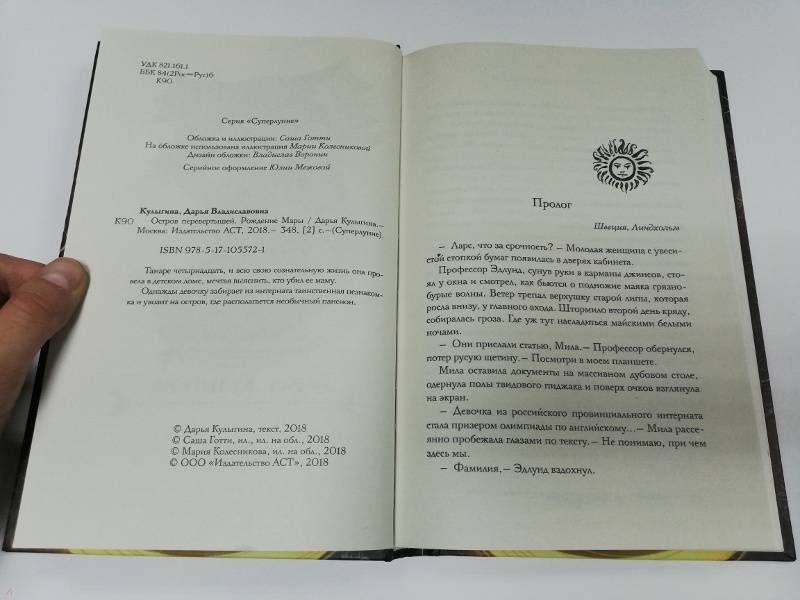 УДК 821.161.1
ББК 84(2Рос=Рус)6
К90
Серия «Суперлуние»
Обложка и иллюстрации: Саша Готти
На обложке использована иллюстрация Марии Колесниковой
Дизайн обложки: Владислав Воронин
Серийное оформление Юлии Межовой
Кулыгина, Дарья Владиславовна
К90 Остров перевертышей. Рождение Мары / Дарья Кулыгина.—
Москва: Издательство АСТ, 2018.— 348, [2] с.—(Суперлуние).
ISBN 978-5-17-105572-1
Тамаре четырнадцать, и всю свою сознательную жизнь она про-
вела в детском доме, мечтая выяснить, кто убил ее маму.
Однажды девочку забирает из интерната таинственная незнаком-
ка и увозит на остров, где располагается необычный пансион.
© Дарья Кулыгина, текст, 2018
© Саша Готти, ил., ил. на обл., 2018
© Мария Колесникова, ил. на обл., 2018
© ООО «Издательство АСТ», 2018
Пролог
Швеция, Линдхольм
— Ларс, что за срочность? — Молодая женщина с увеси-
стой стопкой бумаг появилась в дверях кабинета.
Профессор Эдлунд, сунув руки в карманы джинсов, сто-
ял у окна и смотрел, как бьются о подножие маяка грязно-
бурые волны. Ветер трепал верхушку старой липы, которая
росла внизу, у главного входа. Штормило второй день кряду,
собиралась гроза. Где уж тут насладиться майскими белыми
ночами.
— Они прислали статью, Мила.— Профессор обернулся,
потер русую щетину.— Посмотри в моем планшете.
Мила оставила документы на массивном дубовом столе,
одернула полы твидового пиджака и поверх очков взглянула
на экран.
— Девочка из российского провинциального интерната
стала призером олимпиады по английскому...— Мила рассе-
янно пробежала глазами по тексту.— Не понимаю, при чем
здесь мы.
— Фамилия,— Эдлунд вздохнул.